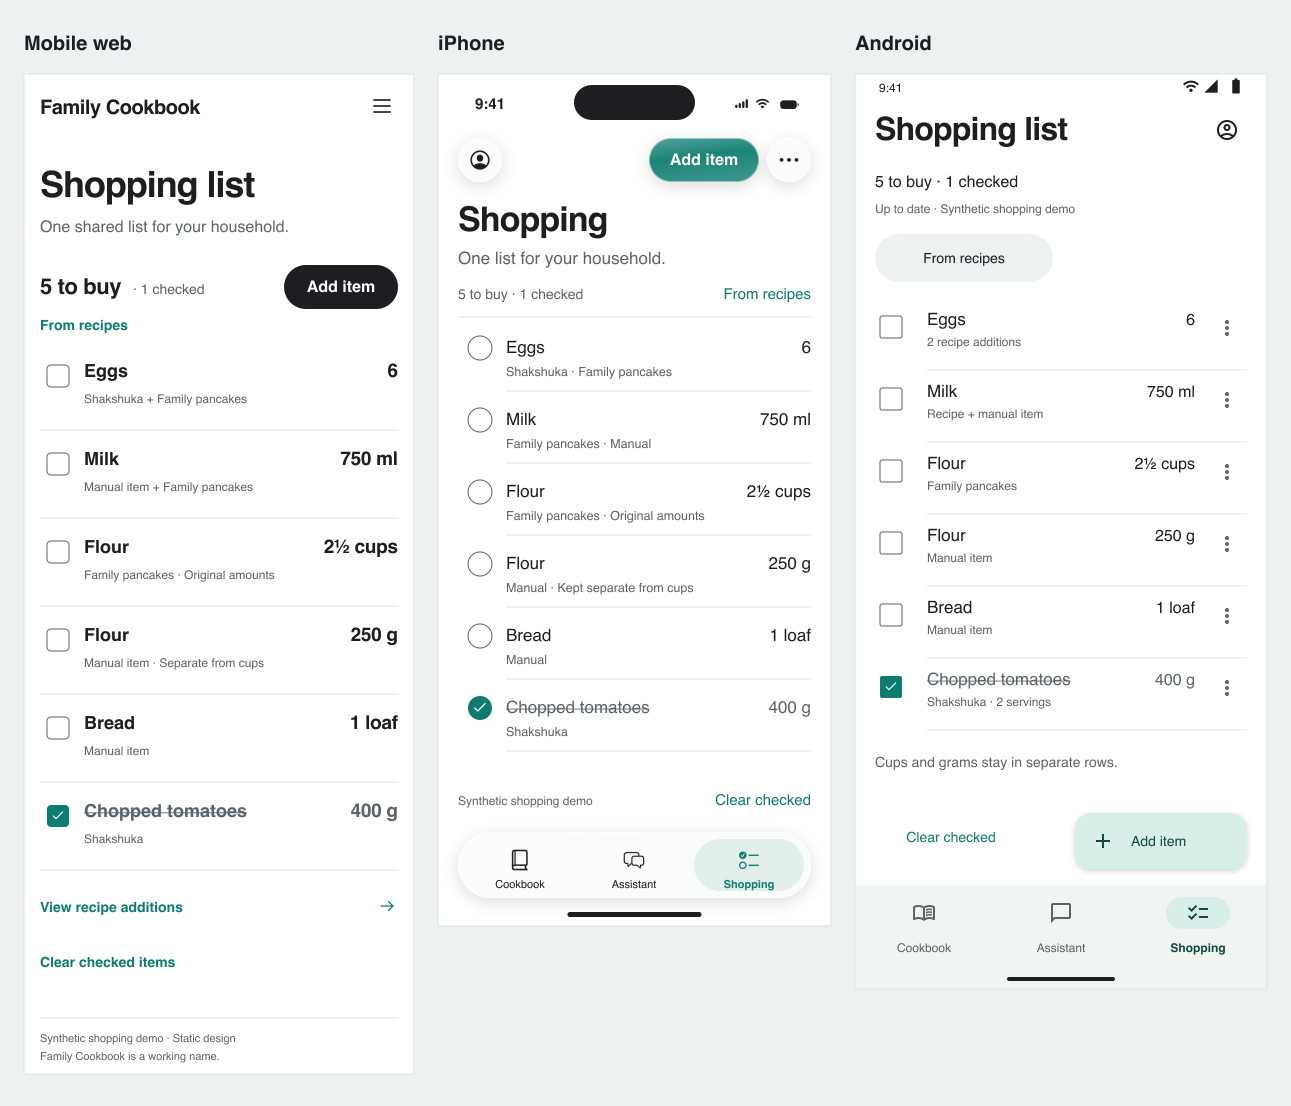 Mobile web
Family Cookbook
Shopping list
One shared list for your household.
5 to buy · 1 checked
Add item
From recipes
Eggs 6
Shakshuka + Family pancakes
Milk 750 ml
Manual item + Family pancakes
Flour 2½ cups
Family pancakes · Original amounts
Flour 250 g
Manual item · Separate from cups
Bread 1 loaf
Manual item
Chopped tomatoes 400 g
Shakshuka
View recipe additions
Clear checked items
Synthetic shopping demo · Static design
Family Cookbook is a working name.
iPhone
9:41
Add item
Shopping
One list for your household.
5 to buy · 1 checked From recipes
Eggs 6
Shakshuka · Family pancakes
Milk 750 ml
Family pancakes · Manual
Flour 2½ cups
Family pancakes · Original amounts
Flour 250 g
Manual · Kept separate from cups
Bread 1 loaf
Manual
Chopped tomatoes 400 g
Shakshuka
Synthetic shopping demo Clear checked
Cookbook Assistant Shopping
Android
9:41
Shopping list
5 to buy · 1 checked
Up to date · Synthetic shopping demo
From recipes
Eggs 6
2 recipe additions
Milk 750 ml
Recipe + manual item
Flour 2½ cups
Family pancakes
Flour 250 g
Manual item
Bread 1 loaf
Manual item
Chopped tomatoes 400 g
Shakshuka · 2 servings
Cups and grams stay in separate rows.
Clear checked Add item
Cookbook Assistant Shopping